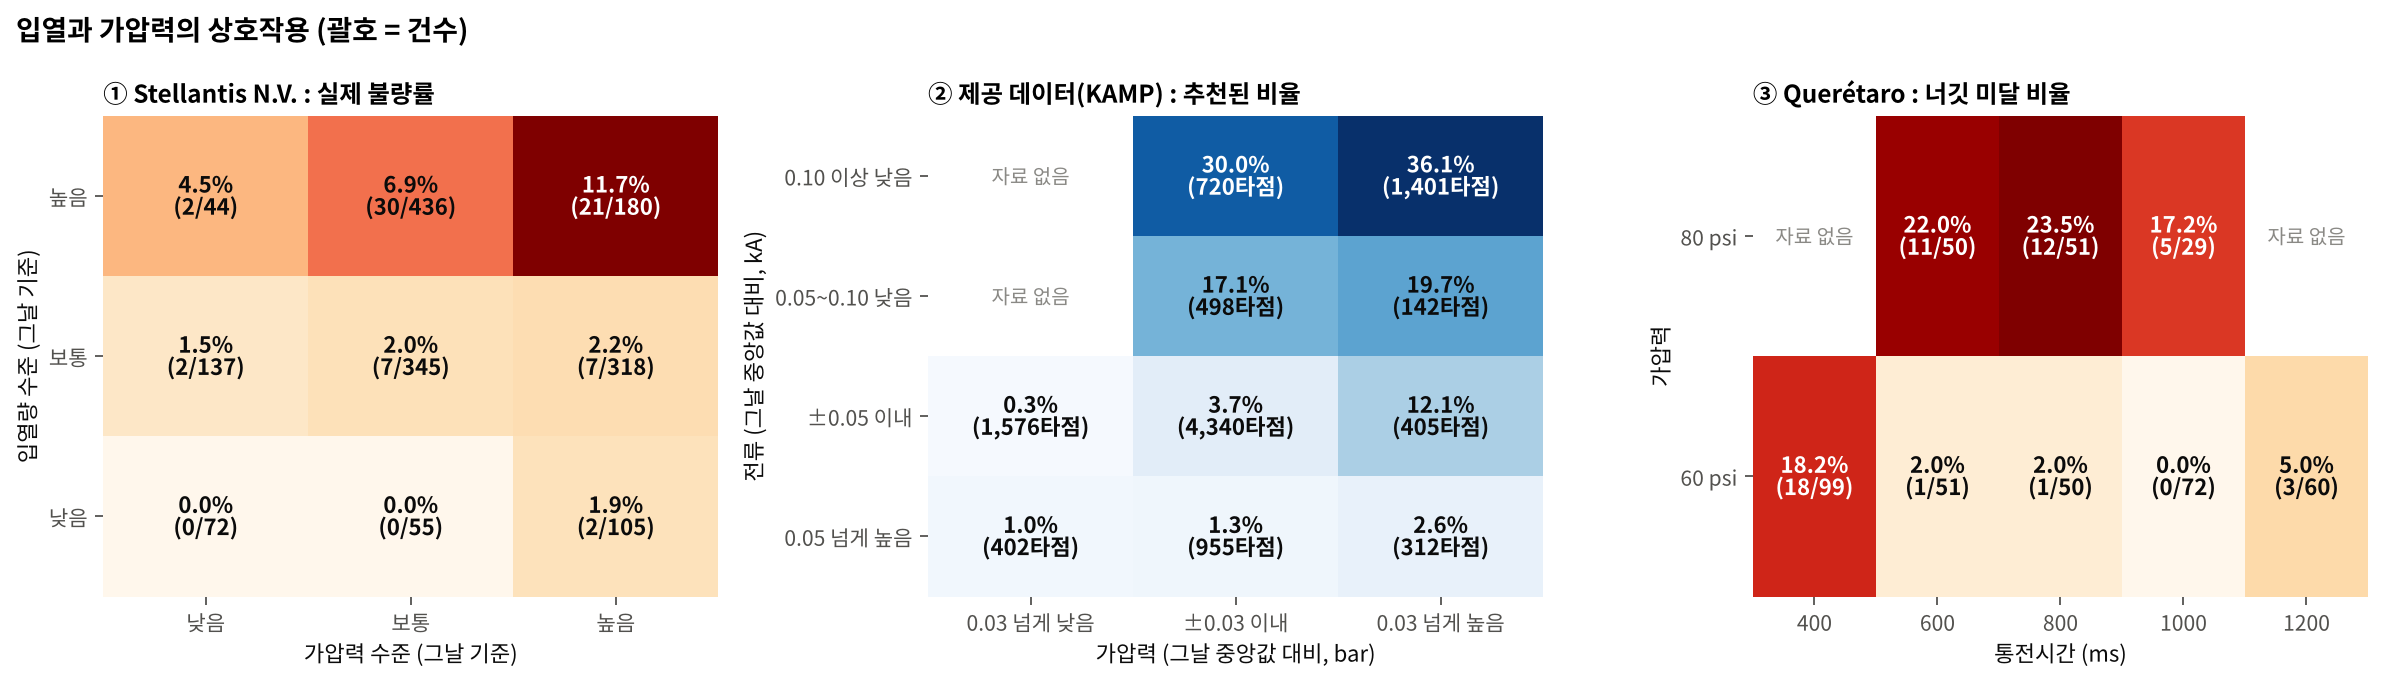 입열과 가압력의 상호작용 (괄호 = 건수)
① Stellantis N.V. : 실제 불량률
입열량 수준 (그날 기준)
높음
4.5%
(2/44)
6.9%
(30/436)
11.7%
(21/180)
보통
1.5%
(2/137)
2.0%
(7/345)
2.2%
(7/318)
낮음
0.0%
(0/72)
0.0%
(0/55)
1.9%
(2/105)
낮음
보통
높음
가압력 수준 (그날 기준)
② 제공 데이터(KAMP) : 추천된 비율
전류 (그날 중앙값 대비, kA)
0.10 이상 낮음
자료 없음
30.0%
(720타점)
36.1%
(1,401타점)
0.05~0.10 낮음
자료 없음
17.1%
(498타점)
19.7%
(142타점)
±0.05 이내
0.3%
(1,576타점)
3.7%
(4,340타점)
12.1%
(405타점)
0.05 넘게 높음
1.0%
(402타점)
1.3%
(955타점)
2.6%
(312타점)
0.03 넘게 낮음
±0.03 이내
0.03 넘게 높음
가압력 (그날 중앙값 대비, bar)
③ Querétaro : 너깃 미달 비율
가압력
80 psi
자료 없음
22.0%
(11/50)
23.5%
(12/51)
17.2%
(5/29)
자료 없음
60 psi
18.2%
(18/99)
2.0%
(1/51)
2.0%
(1/50)
0.0%
(0/72)
5.0%
(3/60)
400
600
800
1000
1200
통전시간 (ms)